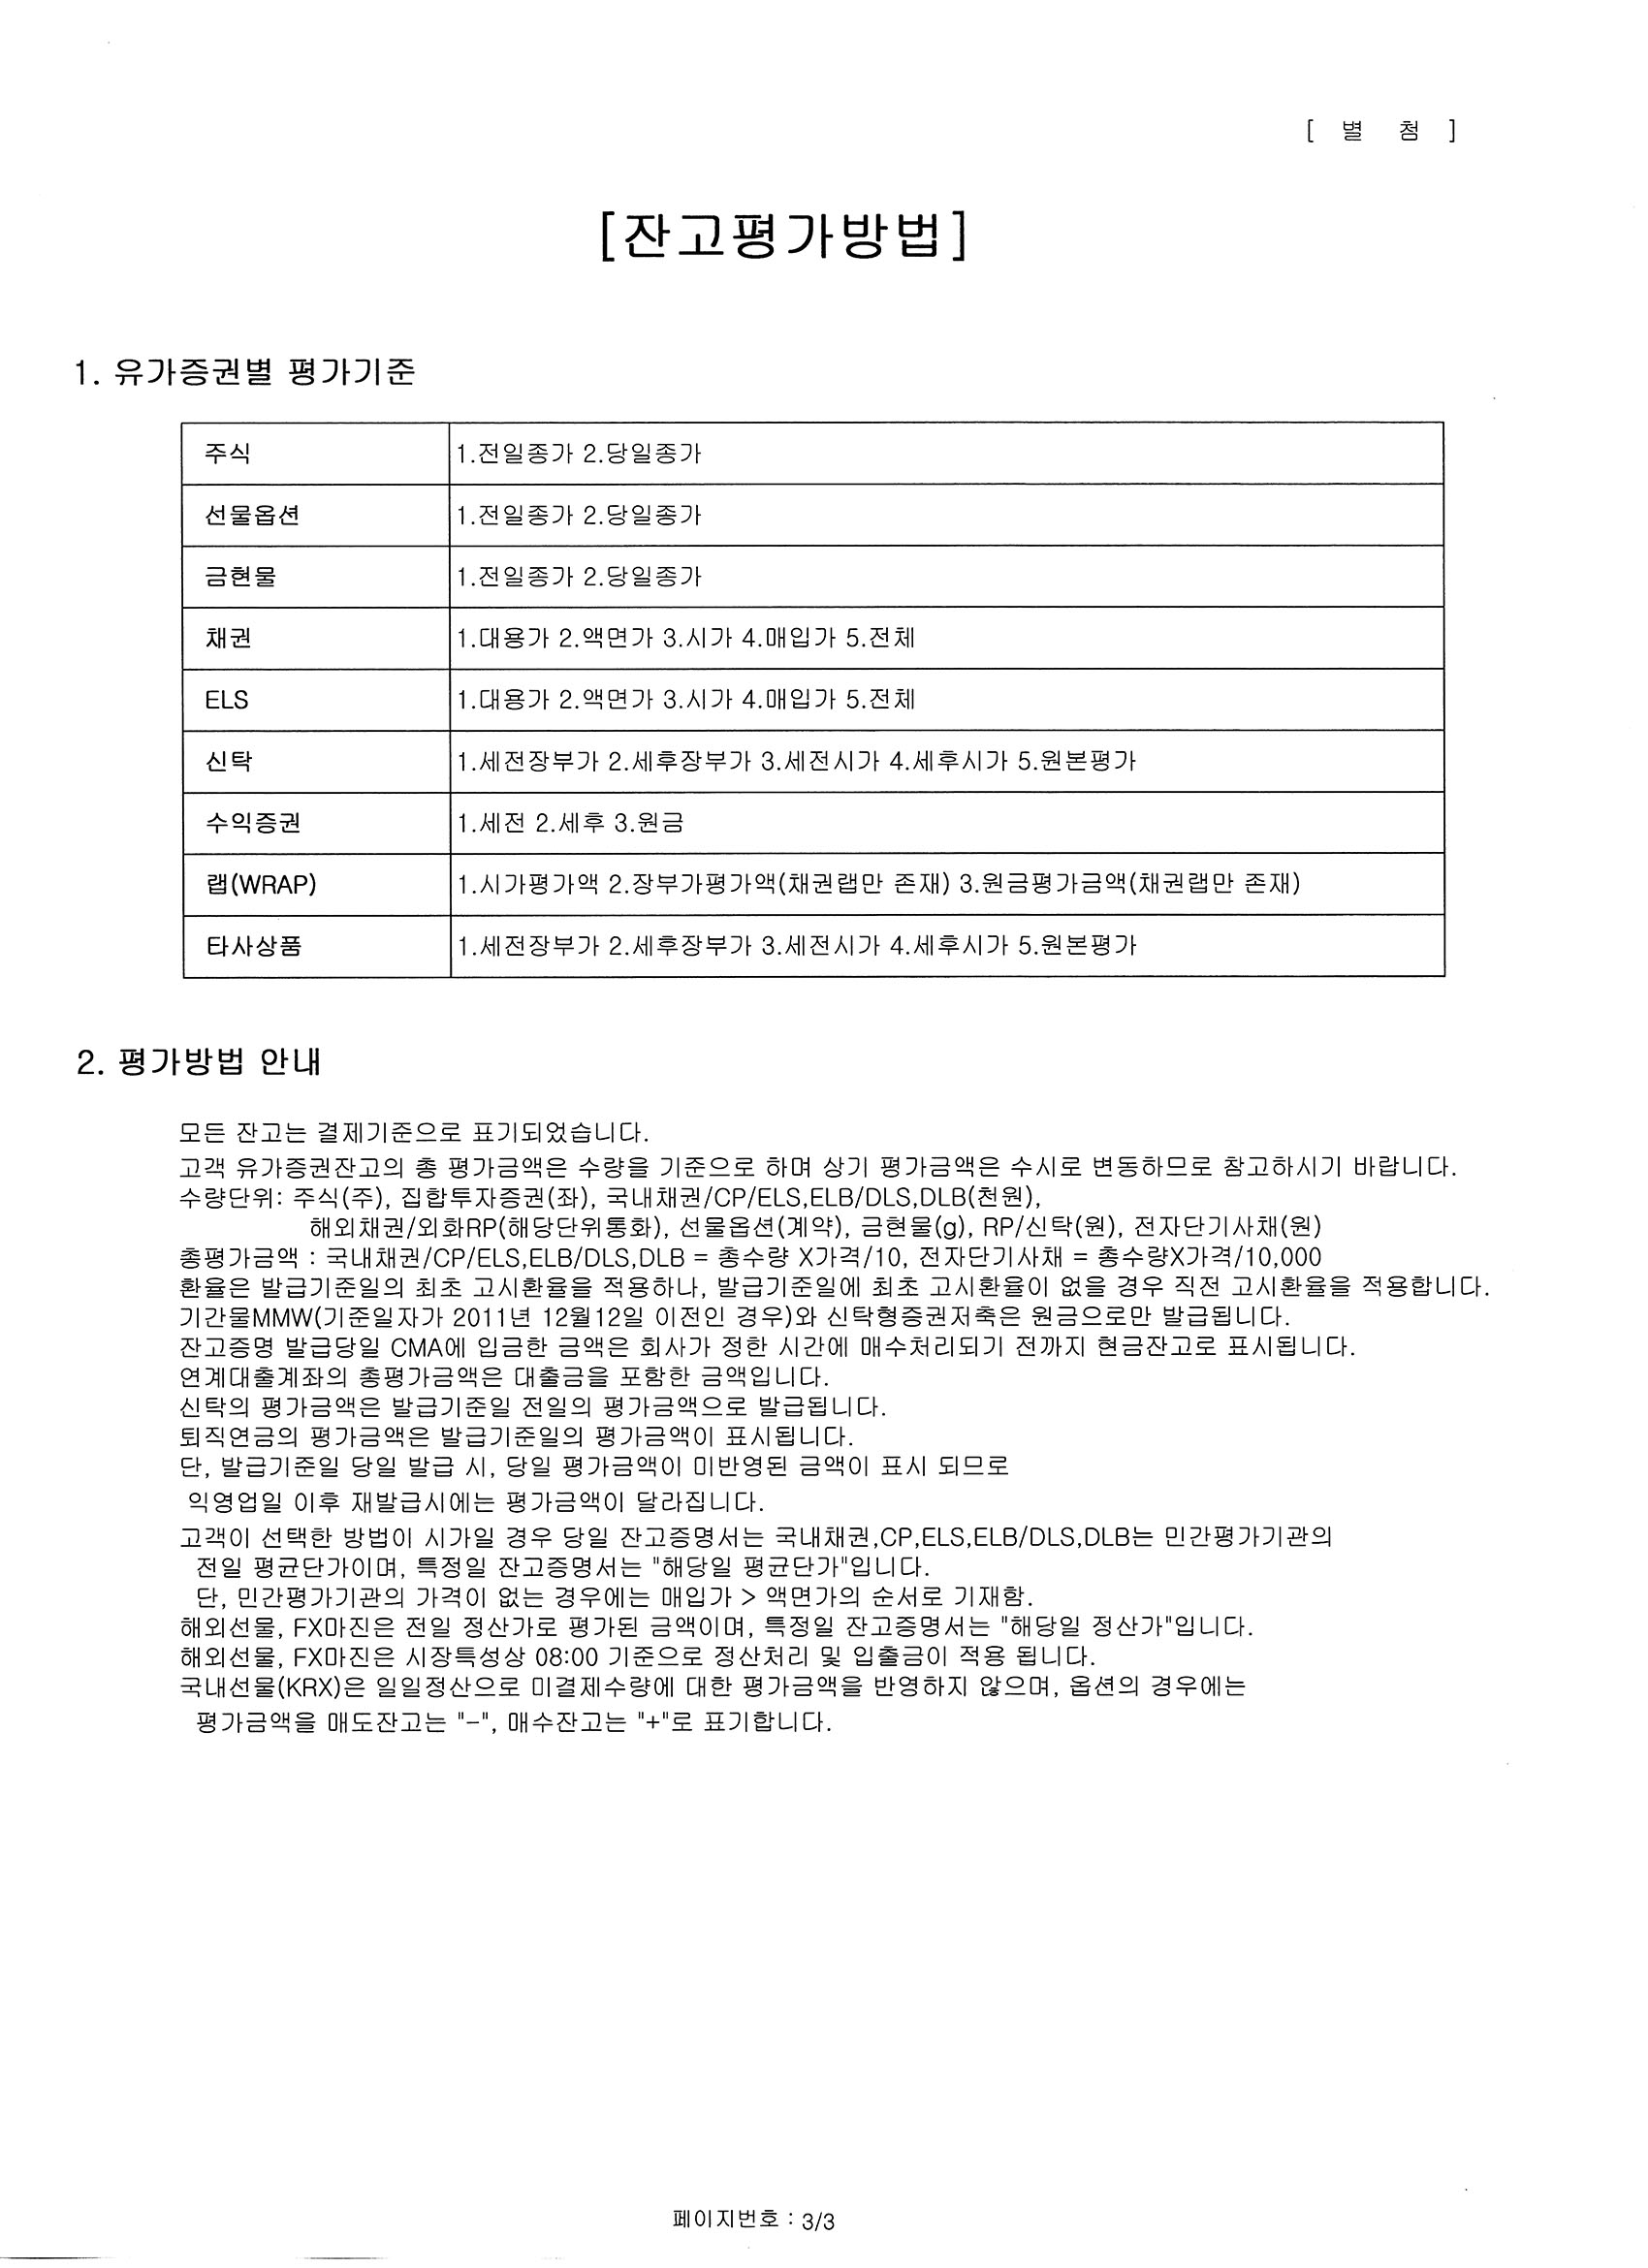 [ 별 첨 ]
[잔고평가방법]
1. 유가증권별 평가기준
주식 1.전일종가 2.당일종가
선물옵션 1.전일종가 2.당일종가
금현물 1.전일종가 2.당일종가
채권 1.대용가 2.액면가 3.시가 4.매입가 5.전체
ELS 1.대용가 2.액면가 3.시가 4.매입가 5.전체
신탁 1.세전장부가 2.세후장부가 3.세전시가 4.세후시가 5.원본평가
수익증권 1.세전 2.세후 3.원금
랩(WRAP) 1.시가평가액 2.장부가평가액(채권랩만 존재) 3.원금평가금액(채권랩만 존재)
타사상품 1.세전장부가 2.세후장부가 3.세전시가 4.세후시가 5.원본평가
2. 평가방법 안내
모든 잔고는 결제기준으로 표기되었습니다.
고객 유가증권잔고의 총 평가금액은 수량을 기준으로 하며 상기 평가금액은 수시로 변동하므로 참고하시기 바랍니다.
수량단위: 주식(주), 집합투자증권(좌), 국내채권/CP/ELS,ELB/DLS,DLB(천원),
해외채권/외화RP(해당단위통화), 선물옵션(계약), 금현물(g), RP/신탁(원), 전자단기사채(원)
총평가금액 : 국내채권/CP/ELS,ELB/DLS,DLB = 총수량 X가격/10, 전자단기사채 = 총수량X가격/10,000
환율은 발급기준일의 최초 고시환율을 적용하나, 발급기준일에 최초 고시환율이 없을 경우 직전 고시환율을 적용합니다.
기간물MMW(기준일자가 2011년 12월12일 이전인 경우)와 신탁형증권저축은 원금으로만 발급됩니다.
잔고증명 발급당일 CMA에 입금한 금액은 회사가 정한 시간에 매수처리되기 전까지 현금잔고로 표시됩니다.
연계대출계좌의 총평가금액은 대출금을 포함한 금액입니다.
신탁의 평가금액은 발급기준일 전일의 평가금액으로 발급됩니다.
퇴직연금의 평가금액은 발급기준일의 평가금액이 표시됩니다.
단, 발급기준일 당일 발급 시, 당일 평가금액이 미반영된 금액이 표시 되므로
익영업일 이후 재발급시에는 평가금액이 달라집니다.
고객이 선택한 방법이 시가일 경우 당일 잔고증명서는 국내채권,CP,ELS,ELB/DLS,DLB는 민간평가기관의
전일 평균단가이며, 특정일 잔고증명서는 "해당일 평균단가"입니다.
단, 민간평가기관의 가격이 없는 경우에는 매입가 > 액면가의 순서로 기재함.
해외선물, FX마진은 전일 정산가로 평가된 금액이며, 특정일 잔고증명서는 "해당일 정산가"입니다.
해외선물, FX마진은 시장특성상 08:00 기준으로 정산처리 및 입출금이 적용 됩니다.
국내선물(KRX)은 일일정산으로 미결제수량에 대한 평가금액을 반영하지 않으며, 옵션의 경우에는
평가금액을 매도잔고는 "-", 매수잔고는 "+"로 표기합니다.
페이지번호 : 3/3